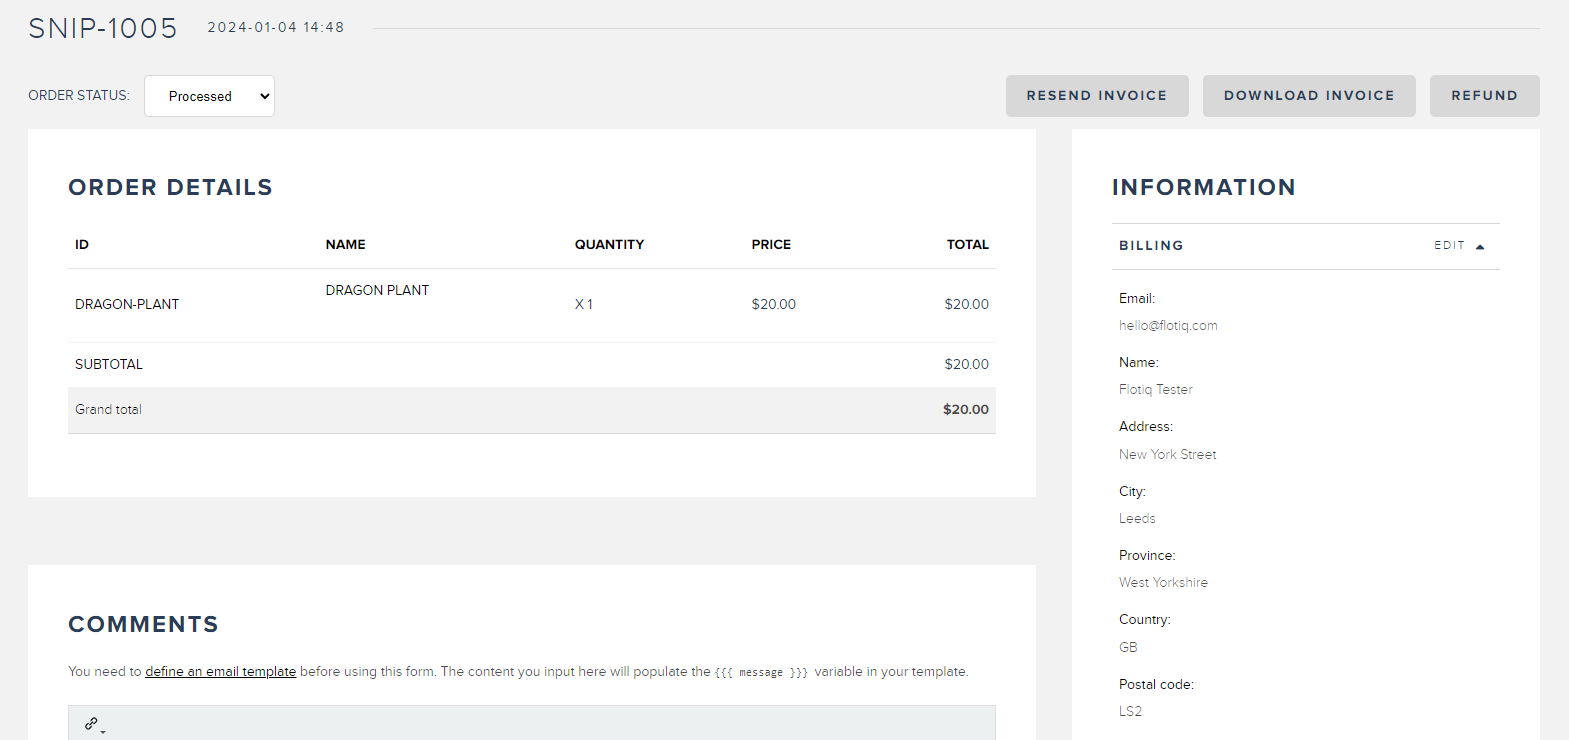 SNIP-1005 2024-01-04 14:48
ORDER STATUS: Processed RESEND INVOICE DOWNLOAD INVOICE REFUND
ORDER DETAILS
ID NAME QUANTITY PRICE TOTAL
DRAGON-PLANT DRAGON PLANT X 1 $20.00 $20.00
SUBTOTAL $20.00
Grand total $20.00
COMMENTS
You need to define an email template before using this form. The content you input here will populate the {{{ message }}} variable in your template.
INFORMATION
BILLING EDIT
Email:
hello@flotiq.com
Name:
Flotiq Tester
Address:
New York Street
City:
Leeds
Province:
West Yorkshire
Country:
GB
Postal code:
LS2